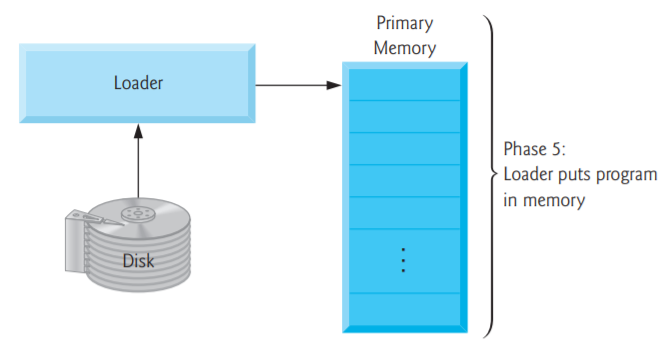 Primary
Memory
Loader
Phase 5:
Loader puts program
in memory
Disk